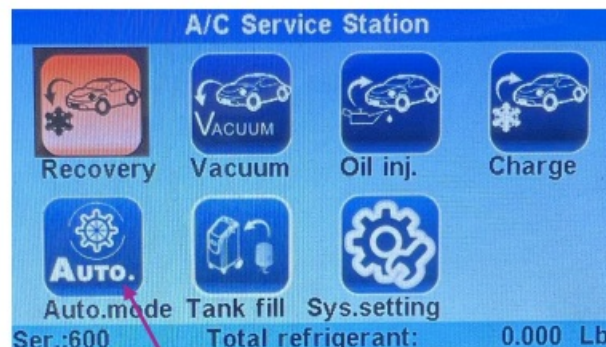 A/C Service Station
VACUUM
Recovery Vacuum Oil inj. Charge
AUTO.
Auto.mode Tank fill Sys.setting
Ser.:600 Total refrigerant: 0.000 Lb